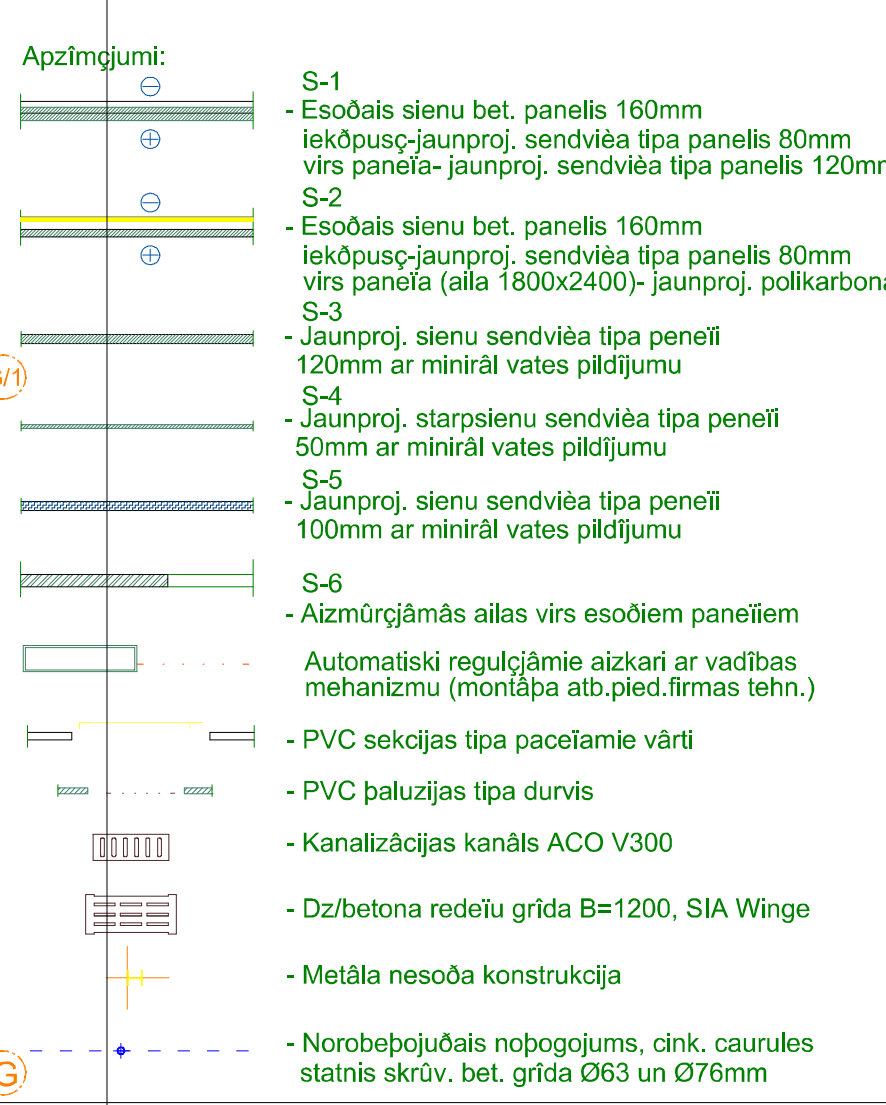 Apzîmçjumi:
S-1
- Esoðais sienu bet. panelis 160mm
iekðpusç-jaunproj. sendvièa tipa panelis 80mm
virs paneïa- jaunproj. sendvièa tipa panelis 120mm
S-2
- Esoðais sienu bet. panelis 160mm
iekðpusç-jaunproj. sendvièa tipa panelis 80mm
virs paneïa (aila 1800x2400)- jaunproj. polikarbona
S-3
- Jaunproj. sienu sendvièa tipa peneïi
120mm ar minirâl vates pildîjumu
S-4
- Jaunproj. starpsienu sendvièa tipa peneïi
50mm ar minirâl vates pildîjumu
S-5
- Jaunproj. sienu sendvièa tipa peneïi
100mm ar minirâl vates pildîjumu
S-6
- Aizmûrçjâmâs ailas virs esoðiem paneïiem
Automatiski regulçjâmie aizkari ar vadîbas
mehanizmu (montâþa atb.pied.firmas tehn.)
- PVC sekcijas tipa paceïamie vârti
- PVC þaluzijas tipa durvis
- Kanalizâcijas kanâls ACO V300
- Dz/betona redeïu grîda B=1200, SIA Winge
- Metâla nesoða konstrukcija
- Norobeþojuðais noþogojums, cink. caurules
statnis skrûv. bet. grîda Ø63 un Ø76mm
G